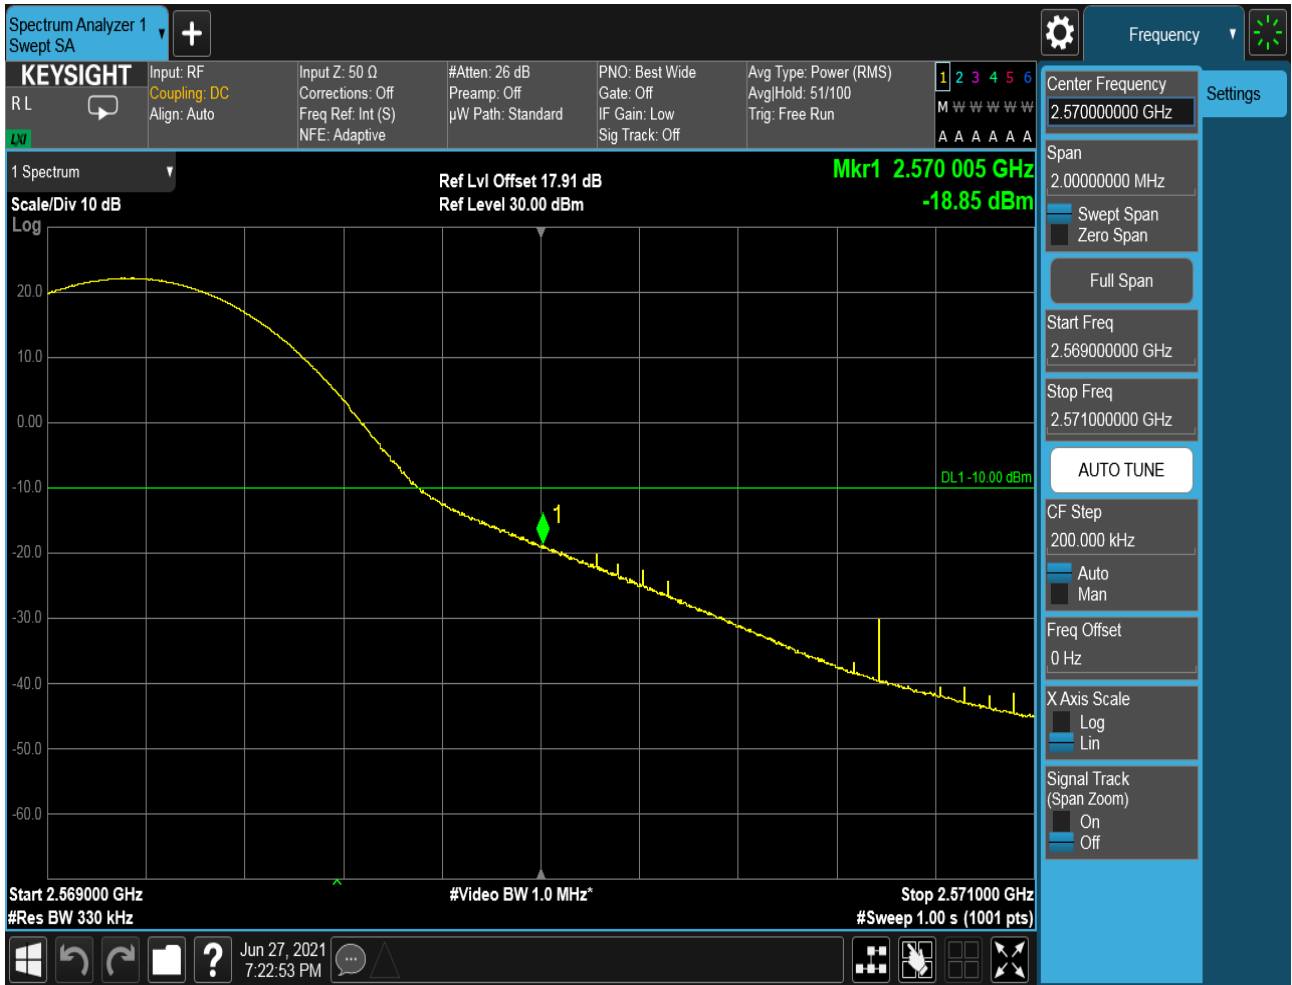 Spectrum Analyzer 1
Swept SA
Frequency
KEYSIGHT
R L
LXI
Input: RF
Coupling: DC
Align: Auto
Input Z: 50 Ω
Corrections: Off
Freq Ref: Int (S)
NFE: Adaptive
#Atten: 26 dB
Preamp: Off
µW Path: Standard
PNO: Best Wide
Gate: Off
IF Gain: Low
Sig Track: Off
Avg Type: Power (RMS)
Avg|Hold: 51/100
Trig: Free Run
1 2 3 4 5 6
M W W W W W
A A A A A A
1 Spectrum
Scale/Div 10 dB
Log
Ref Lvl Offset 17.91 dB
Ref Level 30.00 dBm
Mkr1 2.570 005 GHz
-18.85 dBm
20.0
10.0
0.00
-10.0
-20.0
-30.0
-40.0
-50.0
-60.0
DL1 -10.00 dBm
1
Start 2.569000 GHz
#Res BW 330 kHz
#Video BW 1.0 MHz*
Stop 2.571000 GHz
#Sweep 1.00 s (1001 pts)
Jun 27, 2021
7:22:53 PM
Center Frequency
2.570000000 GHz
Span
2.00000000 MHz
Swept Span
Zero Span
Full Span
Start Freq
2.569000000 GHz
Stop Freq
2.571000000 GHz
AUTO TUNE
CF Step
200.000 kHz
Auto
Man
Freq Offset
0 Hz
X Axis Scale
Log
Lin
Signal Track
(Span Zoom)
On
Off
Settings